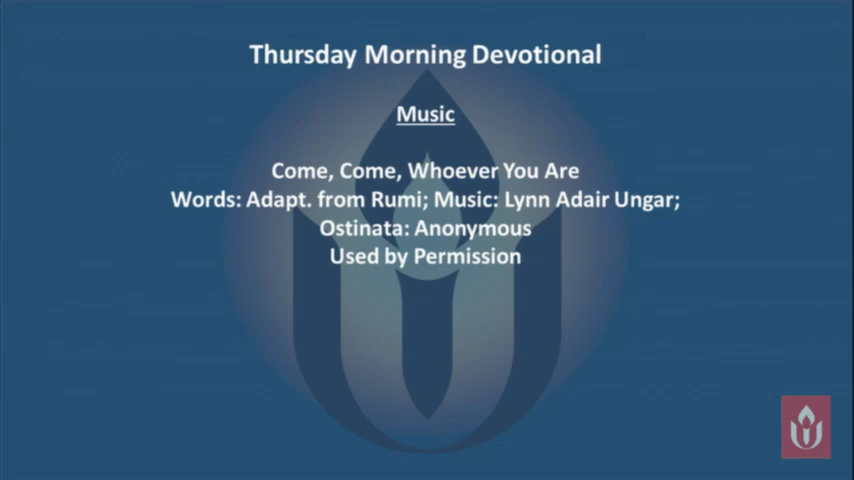 Thursday Morning Devotional
Music
Come, Come, Whoever You Are
Words: Adapt. from Rumi; Music: Lynn Adair Ungar;
Ostinata: Anonymous
Used by Permission